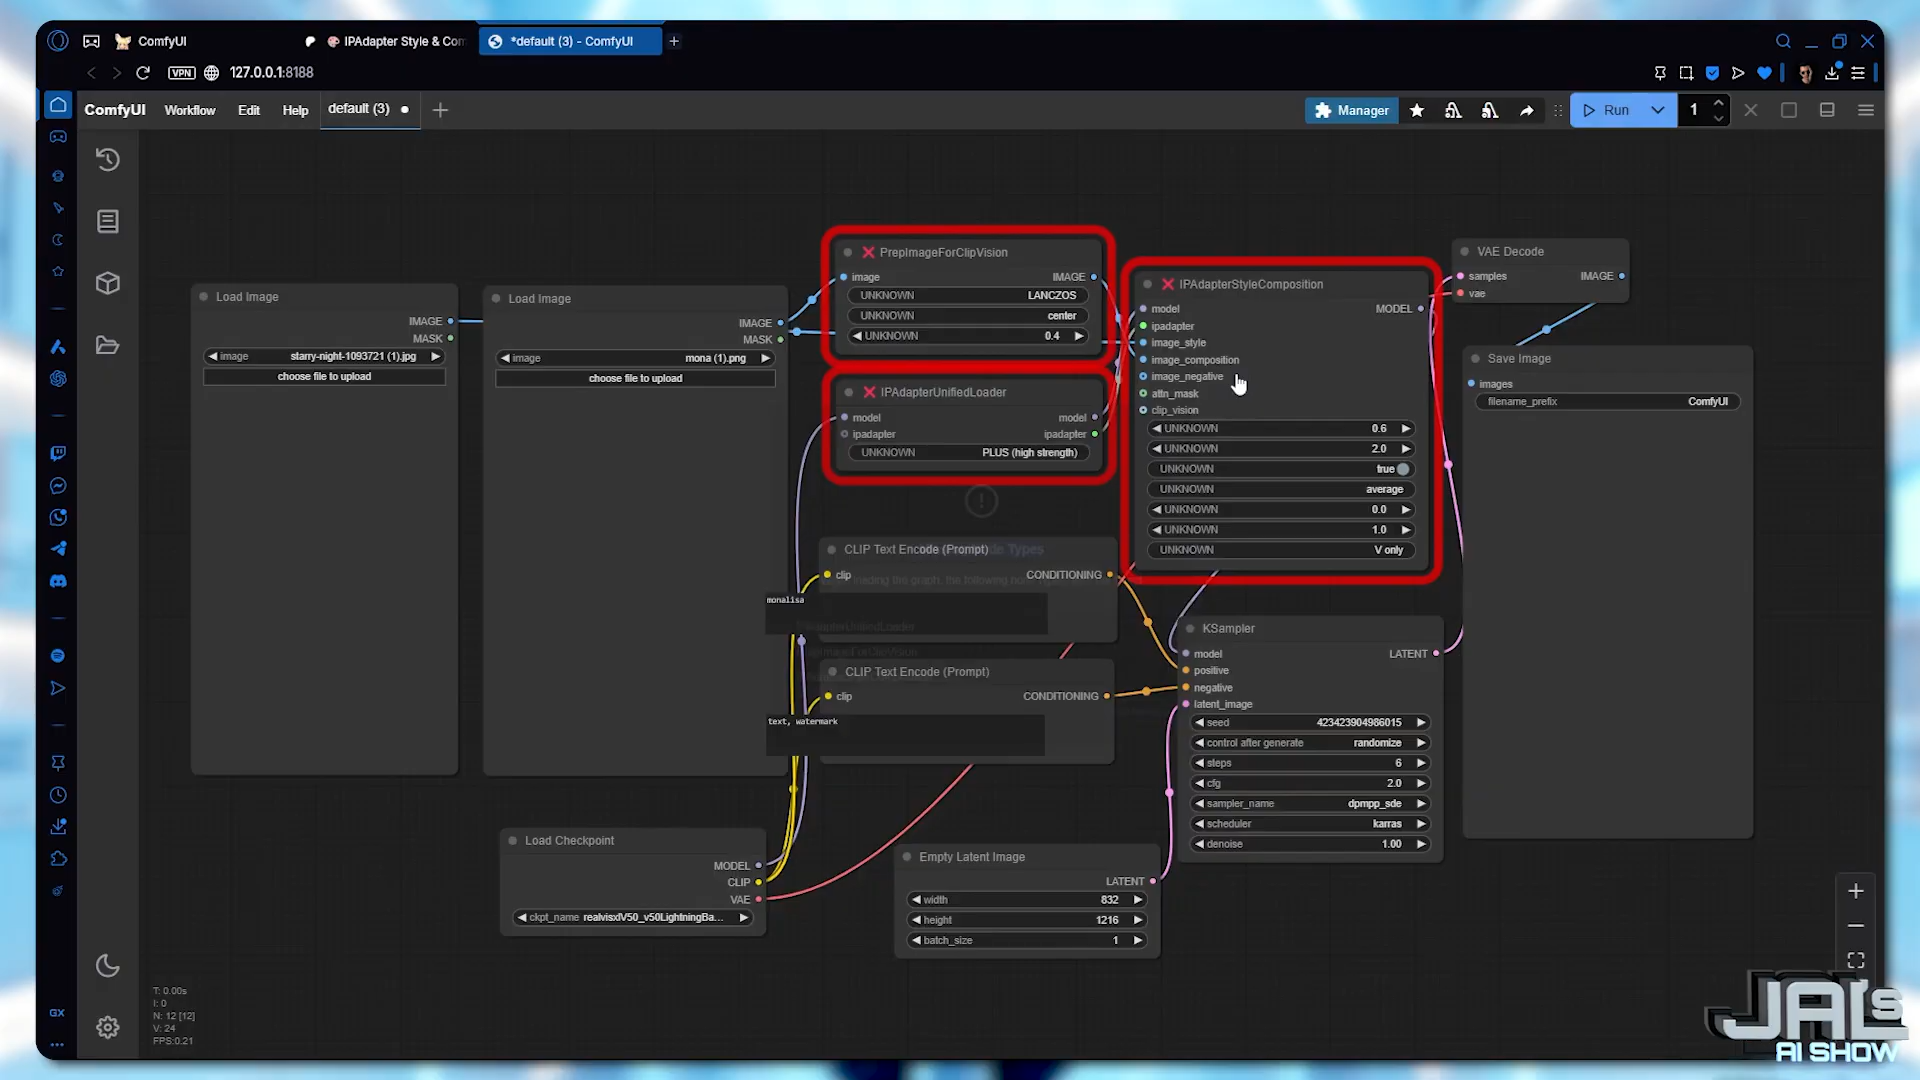 ComfyUI
IPAdapter Style & Com
*default (3) - ComfyUI
VPN
127.0.0.1:8188
ComfyUI
Workflow
Edit
Help
default (3)
Manager
Run
1
PrepImageForClipVision
image
IMAGE
UNKNOWN
LANCZOS
UNKNOWN
center
UNKNOWN
0.4
IPAdapterStyleComposition
model
MODEL
ipadapter
image_style
image_composition
image_negative
attn_mask
clip_vision
UNKNOWN
0.6
UNKNOWN
2.0
UNKNOWN
true
UNKNOWN
average
UNKNOWN
0.0
UNKNOWN
1.0
UNKNOWN
V only
VAE Decode
samples
IMAGE
vae
Load Image
IMAGE
MASK
image
starry-night-1093721 (1).jpg
choose file to upload
Load Image
IMAGE
MASK
image
mona (1).png
choose file to upload
Save Image
images
filename_prefix
ComfyUI
IPAdapterUnifiedLoader
model
model
ipadapter
ipadapter
UNKNOWN
PLUS (high strength)
CLIP Text Encode (Prompt)
clip
CONDITIONING
monalisa
CLIP Text Encode (Prompt)
clip
CONDITIONING
text, watermark
KSampler
model
LATENT
positive
negative
latent_image
seed
423423904986015
control after generate
randomize
steps
6
cfg
2.0
sampler_name
dpmpp_sde
scheduler
karras
denoise
1.00
Load Checkpoint
MODEL
CLIP
VAE
ckpt_name
realvisxlV50_v50LightningBa...
Empty Latent Image
LATENT
width
832
height
1216
batch_size
1
T: 0.00s
I: 0
N: 12 [12]
V: 24
FPS:0.21
GX
JAL's
AI SHOW